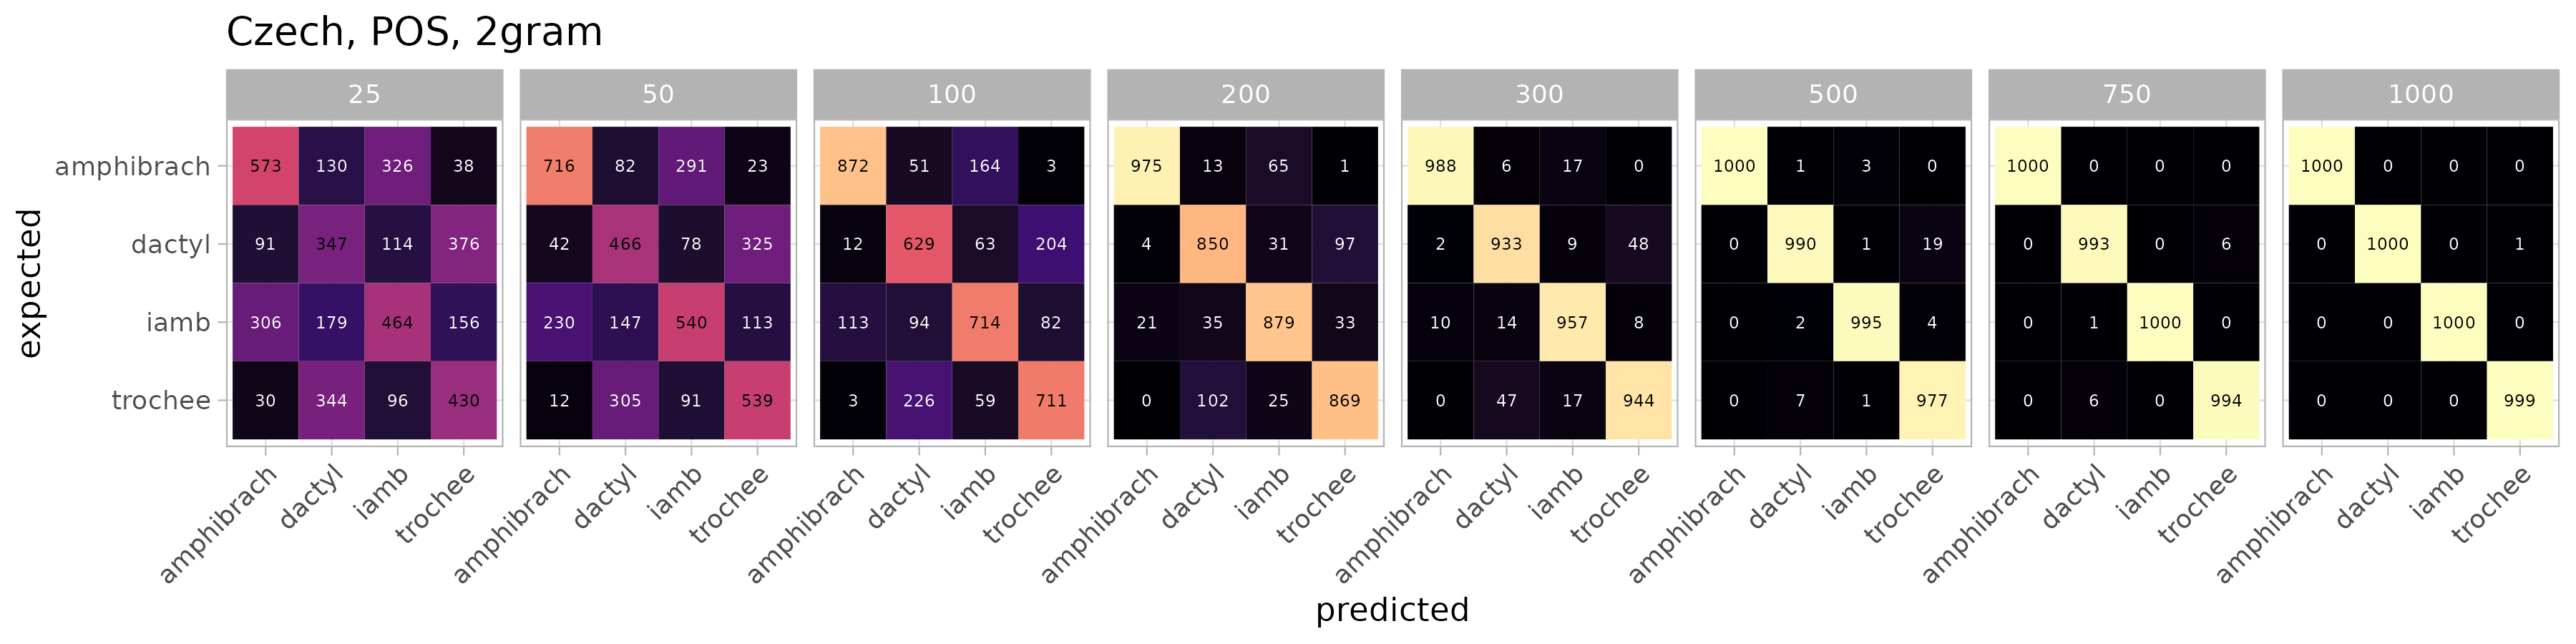 Czech, POS, 2gram
25 50 100 200 300 500 750 1000
amphibrach 573 130 326 38 716 82 291 23 872 51 164 3 975 13 65 1 988 6 17 0 1000 1 3 0 1000 0 0 0 1000 0 0 0
dactyl 91 347 114 376 42 466 78 325 12 629 63 204 4 850 31 97 2 933 9 48 0 990 1 19 0 993 0 6 0 1000 0 1
iamb 306 179 464 156 230 147 540 113 113 94 714 82 21 35 879 33 10 14 957 8 0 2 995 4 0 1 1000 0 0 0 1000 0
trochee 30 344 96 430 12 305 91 539 3 226 59 711 0 102 25 869 0 47 17 944 0 7 1 977 0 6 0 994 0 0 0 999
expected
amphibrach dactyl iamb trochee amphibrach dactyl iamb trochee amphibrach dactyl iamb trochee amphibrach dactyl iamb trochee amphibrach dactyl iamb trochee amphibrach dactyl iamb trochee amphibrach dactyl iamb trochee amphibrach dactyl iamb trochee
predicted